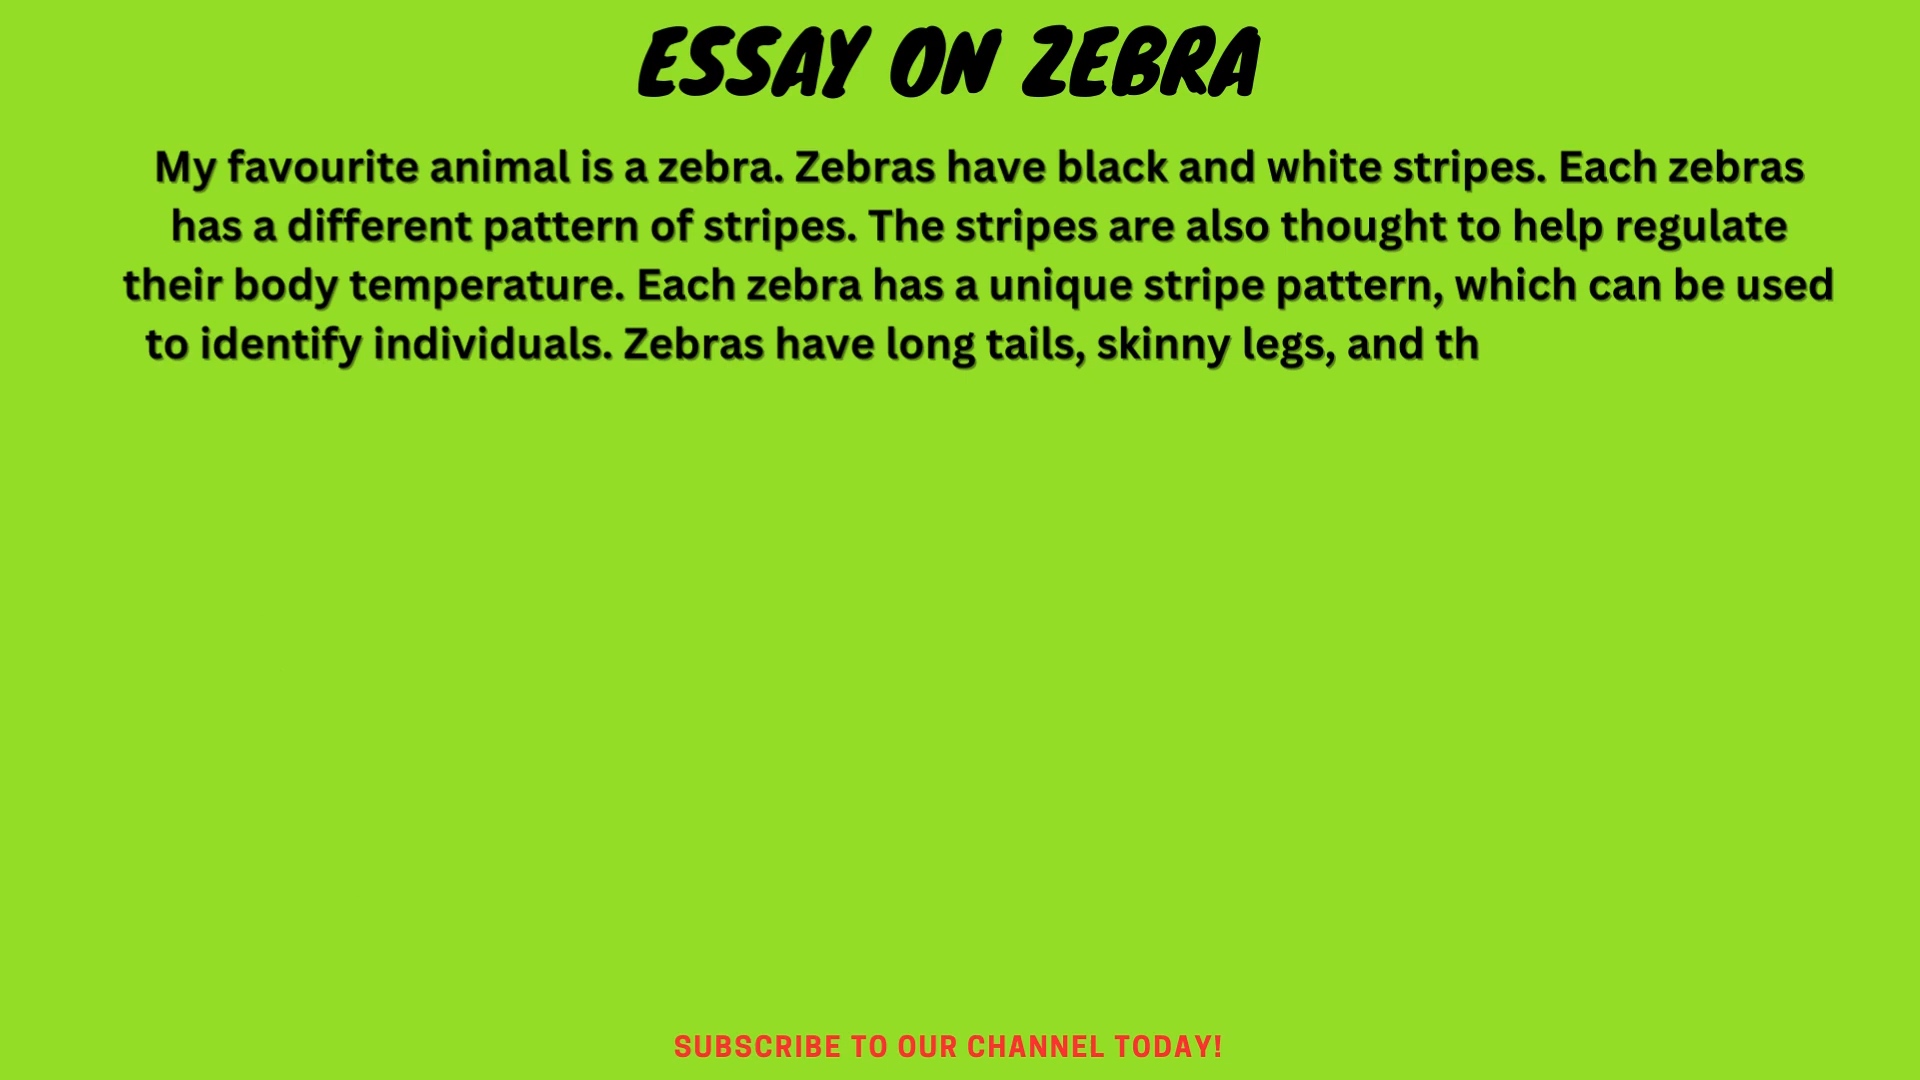 ESSAY ON ZEBRA
My favourite animal is a zebra. Zebras have black and white stripes. Each zebras
has a different pattern of stripes. The stripes are also thought to help regulate
their body temperature. Each zebra has a unique stripe pattern, which can be used
to identify individuals. Zebras have long tails, skinny legs, and th
SUBSCRIBE TO OUR CHANNEL TODAY!